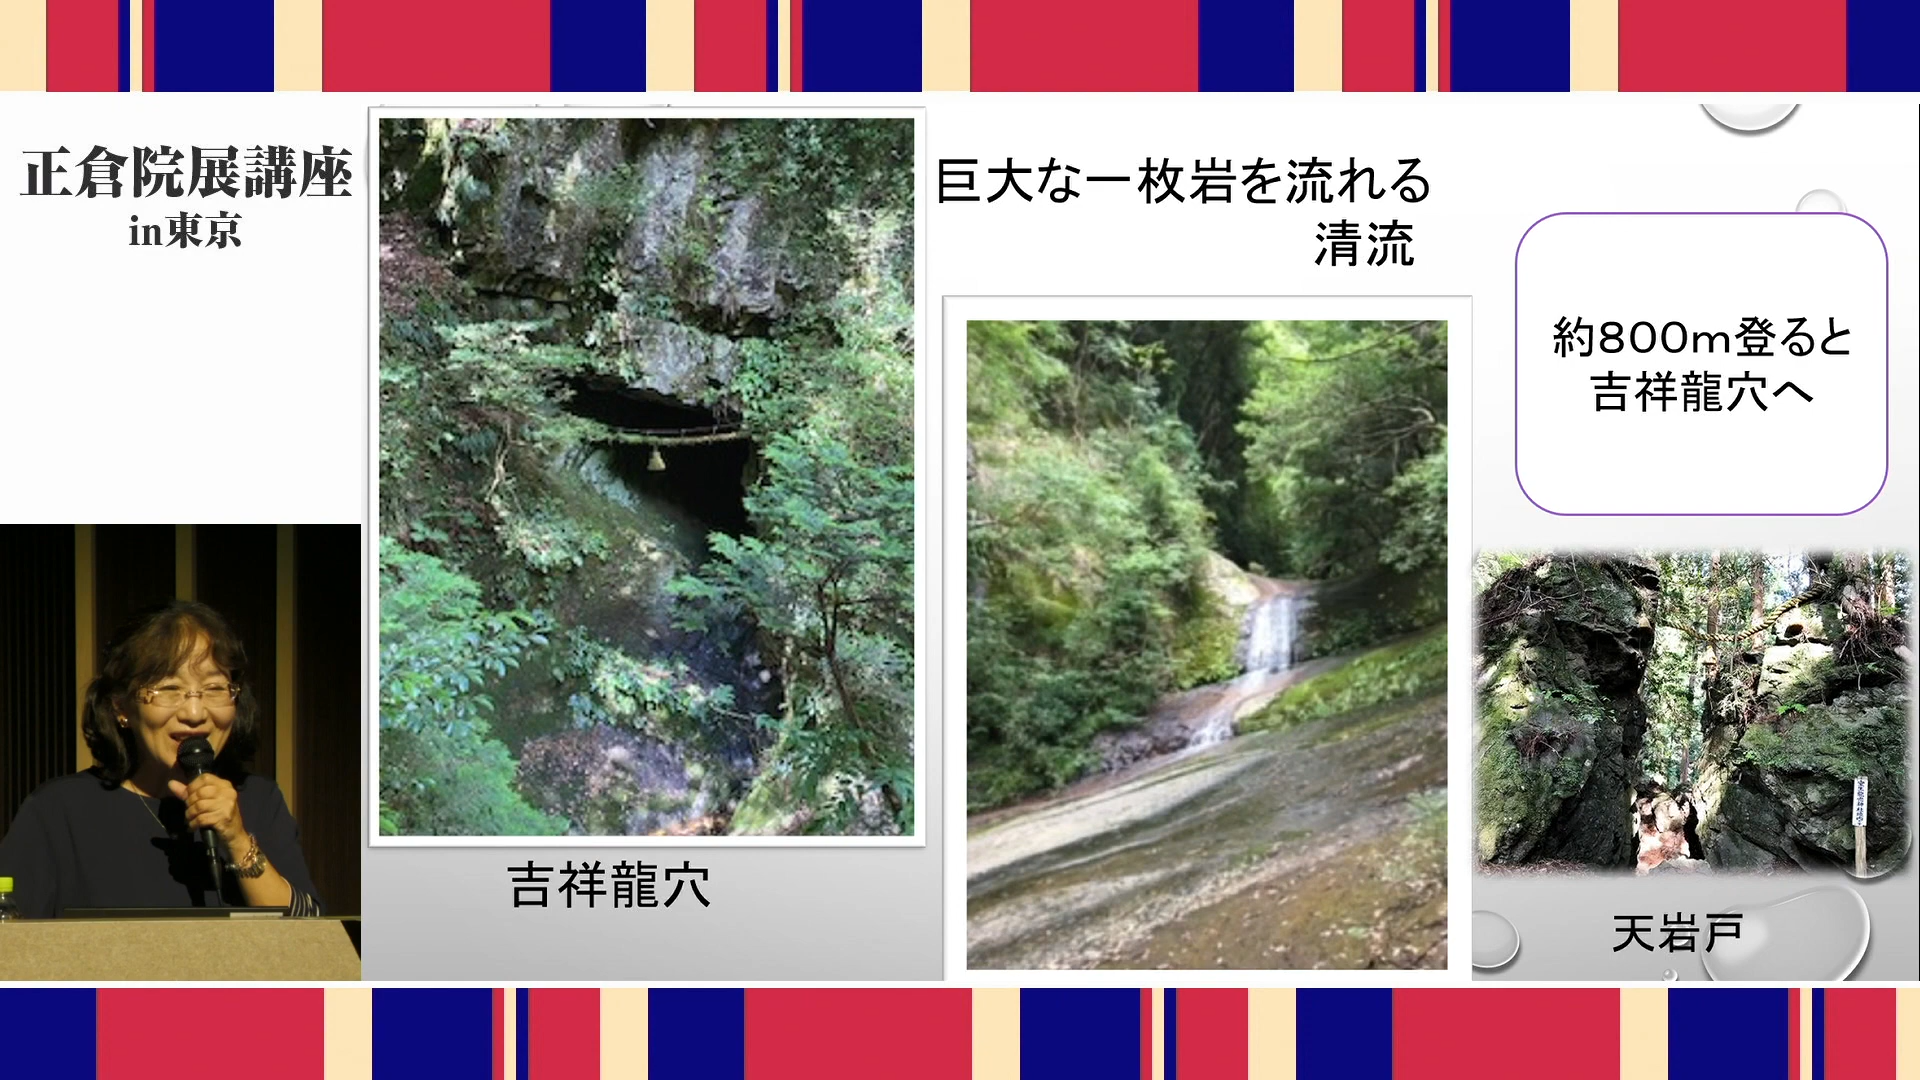 正倉院展講座
in東京
巨大な一枚岩を流れる
清流
約800m登ると
吉祥龍穴へ
吉祥龍穴
天岩戸